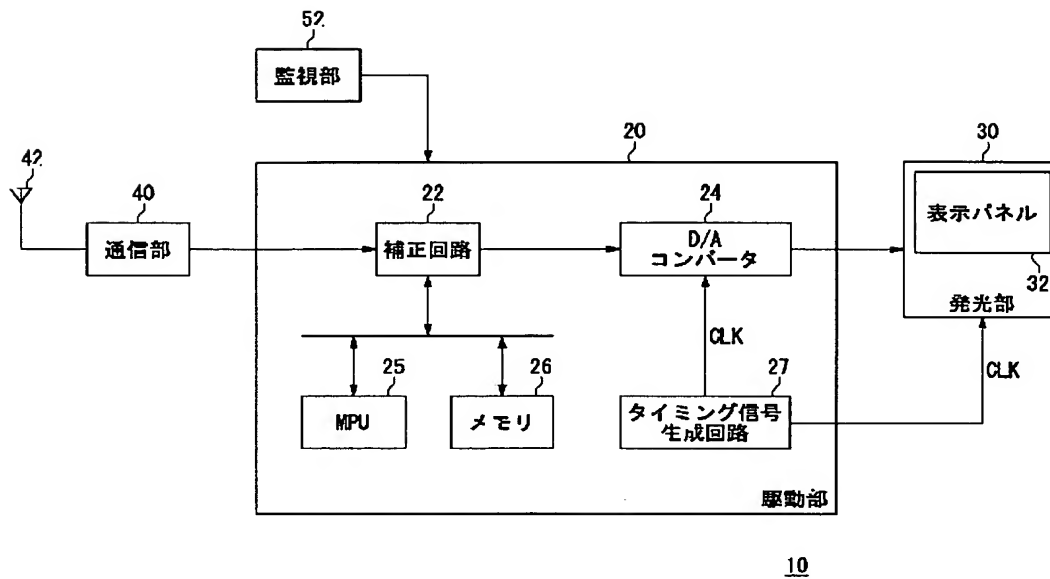 52
監視部
20
30
42
40
22
24
表示パネル
通信部
補正回路
D/A
コンバータ
32
発光部
CLK
25
26
27
CLK
MPU
メモリ
タイミング信号
生成回路
駆動部
10